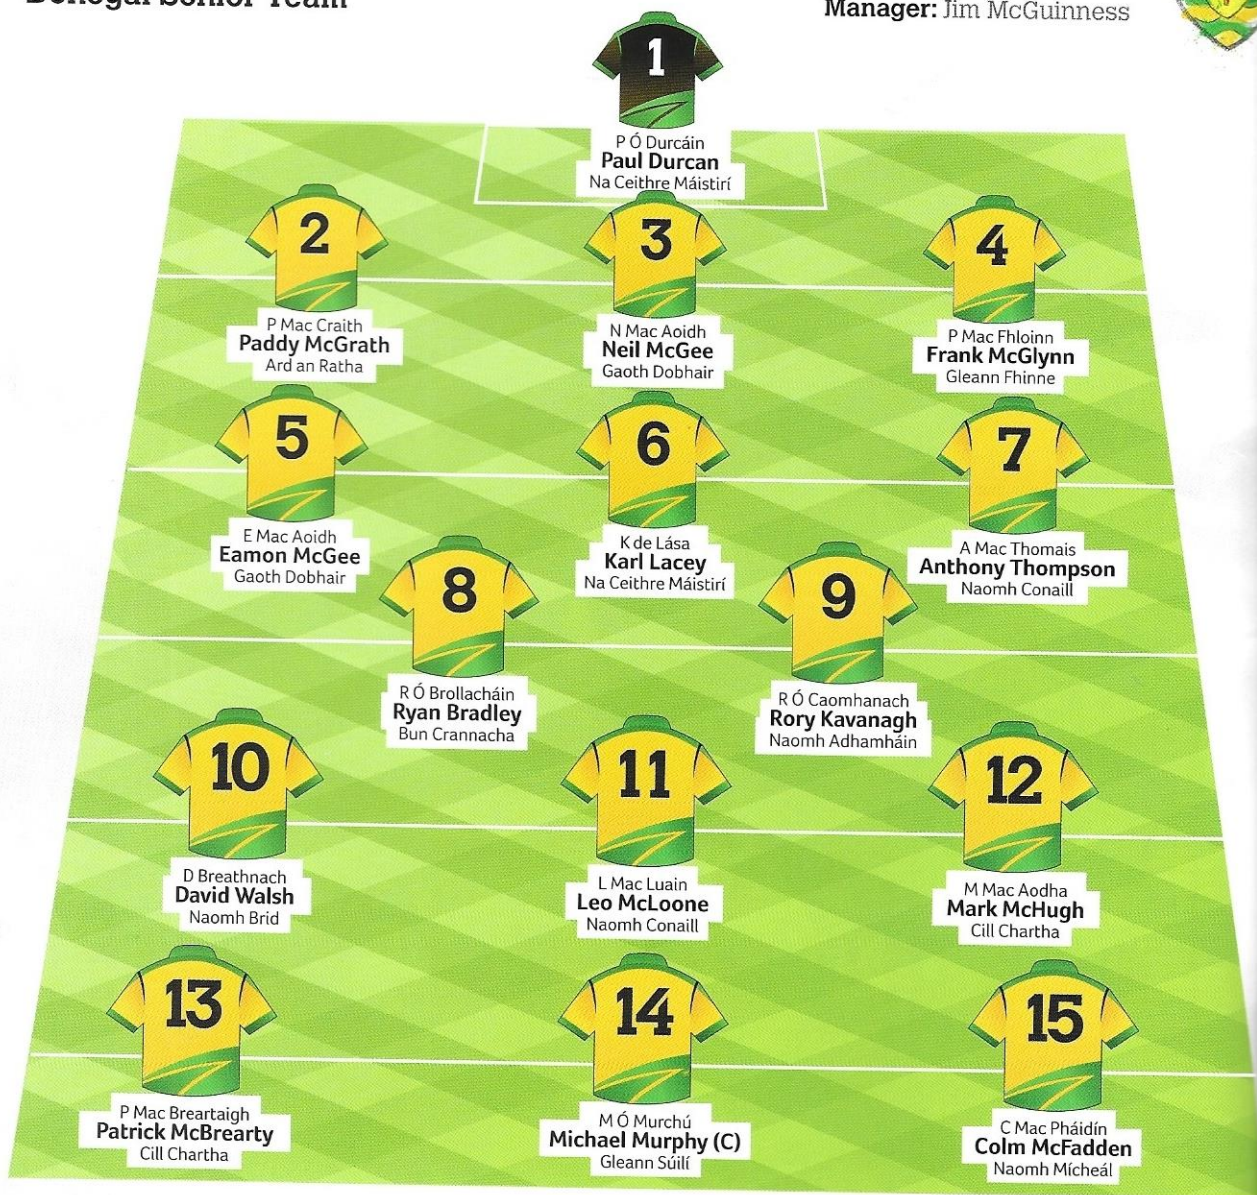 Donegal Senior Team
Manager: Jim McGuinness
1
P Ó Durcáin
Paul Durcan
Na Ceithre Máistirí
2
P Mac Craith
Paddy McGrath
Ard an Ratha
3
N Mac Aoidh
Neil McGee
Gaoth Dobhair
4
P Mac Fhloinn
Frank McGlynn
Gleann Fhinne
5
E Mac Aoidh
Eamon McGee
Gaoth Dobhair
6
K de Lása
Karl Lacey
Na Ceithre Máistirí
7
A Mac Thomais
Anthony Thompson
Naomh Conaill
8
R Ó Brollacháin
Ryan Bradley
Bun Crannacha
9
R Ó Caomhanach
Rory Kavanagh
Naomh Adhamháin
10
D Breathnach
David Walsh
Naomh Brid
11
L Mac Luain
Leo McLoone
Naomh Conaill
12
M Mac Aodha
Mark McHugh
Cill Chartha
13
P Mac Breartaigh
Patrick McBrearty
Cill Chartha
14
M Ó Murchú
Michael Murphy (C)
Gleann Súilí
15
C Mac Pháidín
Colm McFadden
Naomh Mícheál